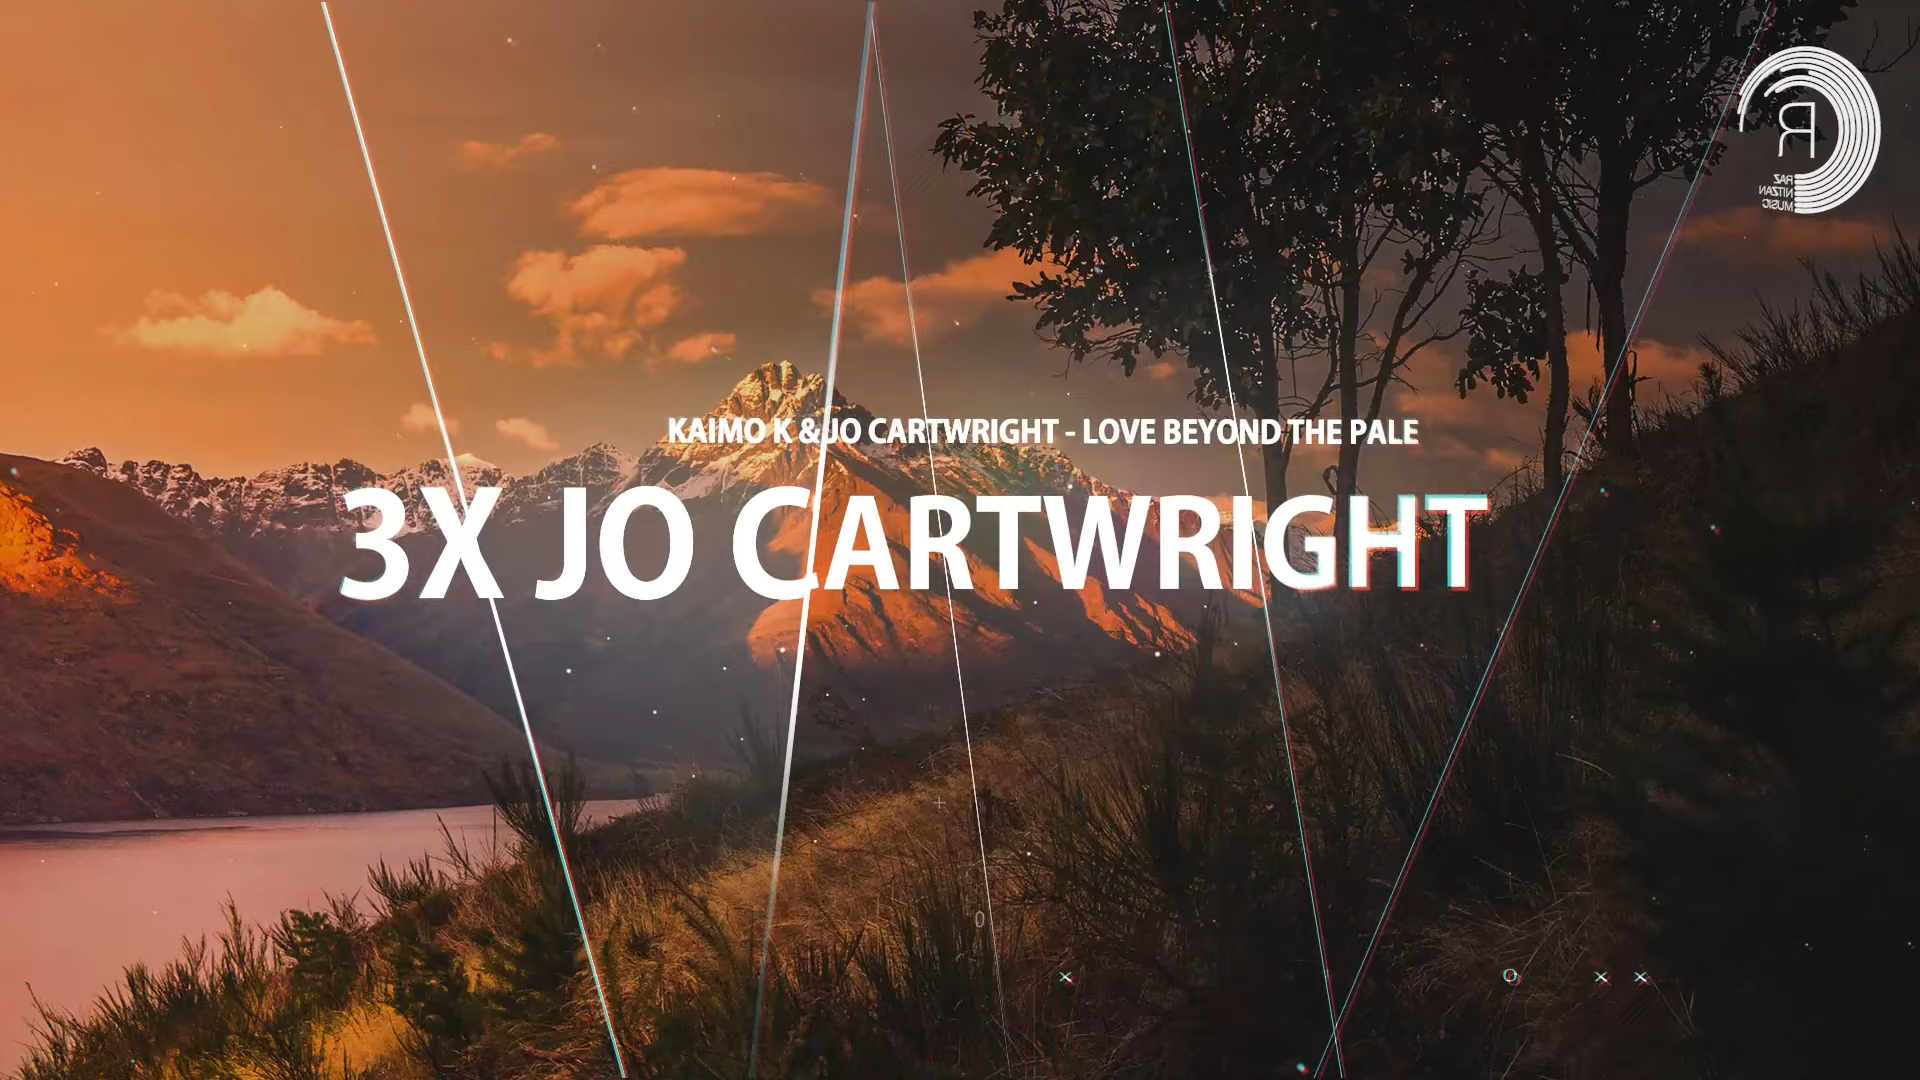 R
RAZ
NITZAN
MUSIC
KAIMO K & JO CARTWRIGHT - LOVE BEYOND THE PALE
3X JO CARTWRIGHT